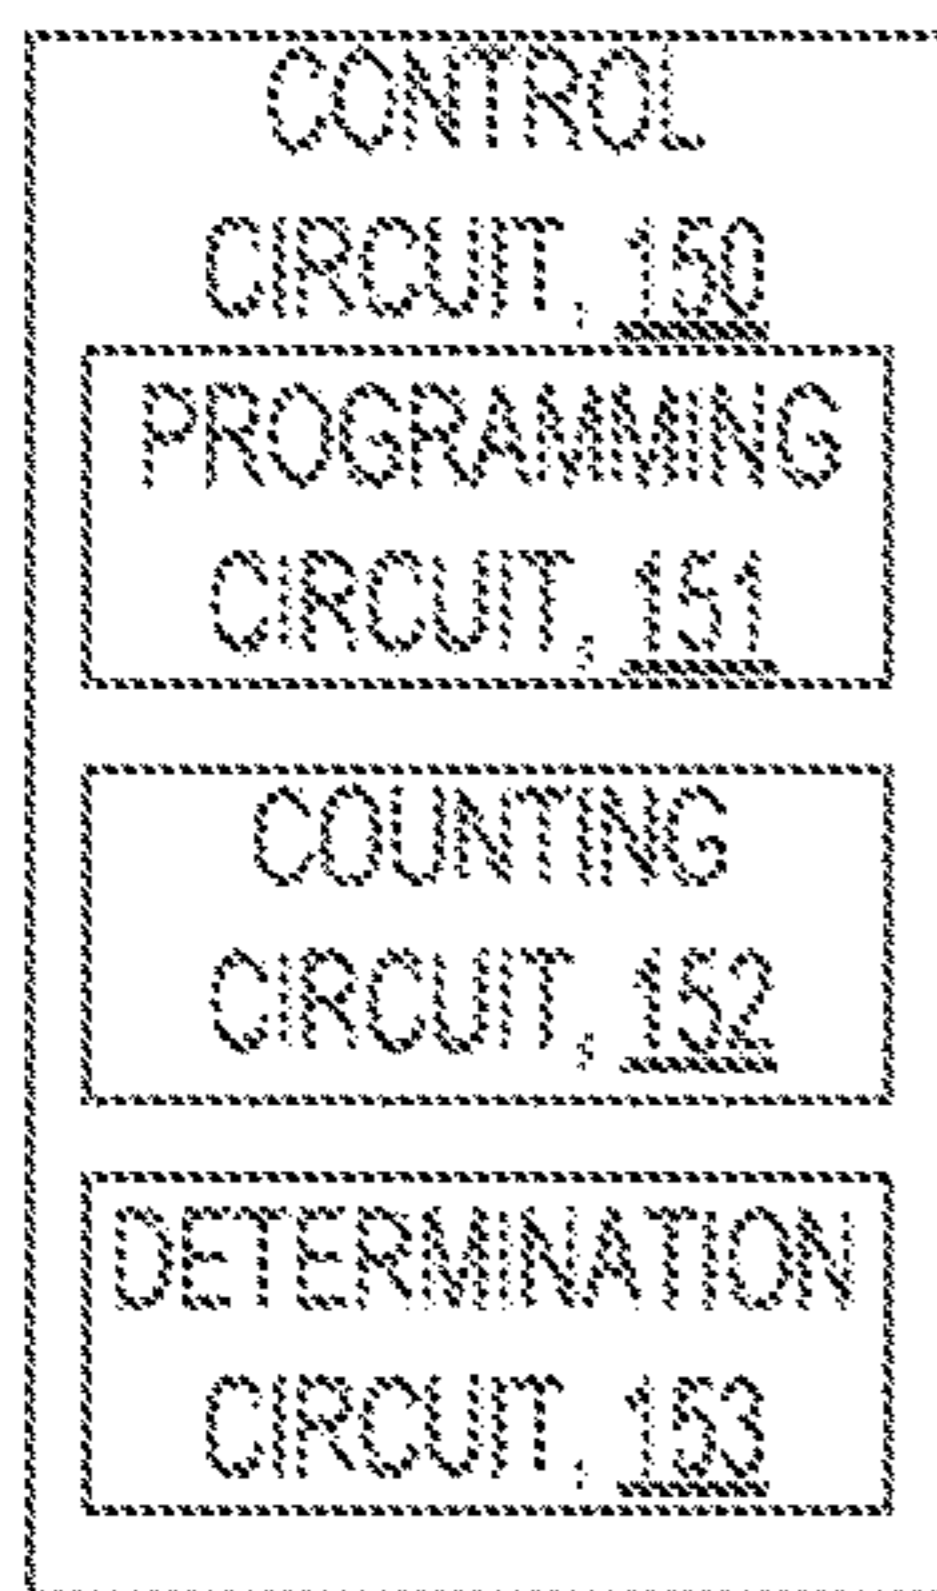 CONTROL
CIRCUIT, 150
PROGRAMMING
CIRCUIT, 151
COUNTING
CIRCUIT, 152
DETERMINATION
CIRCUIT, 153